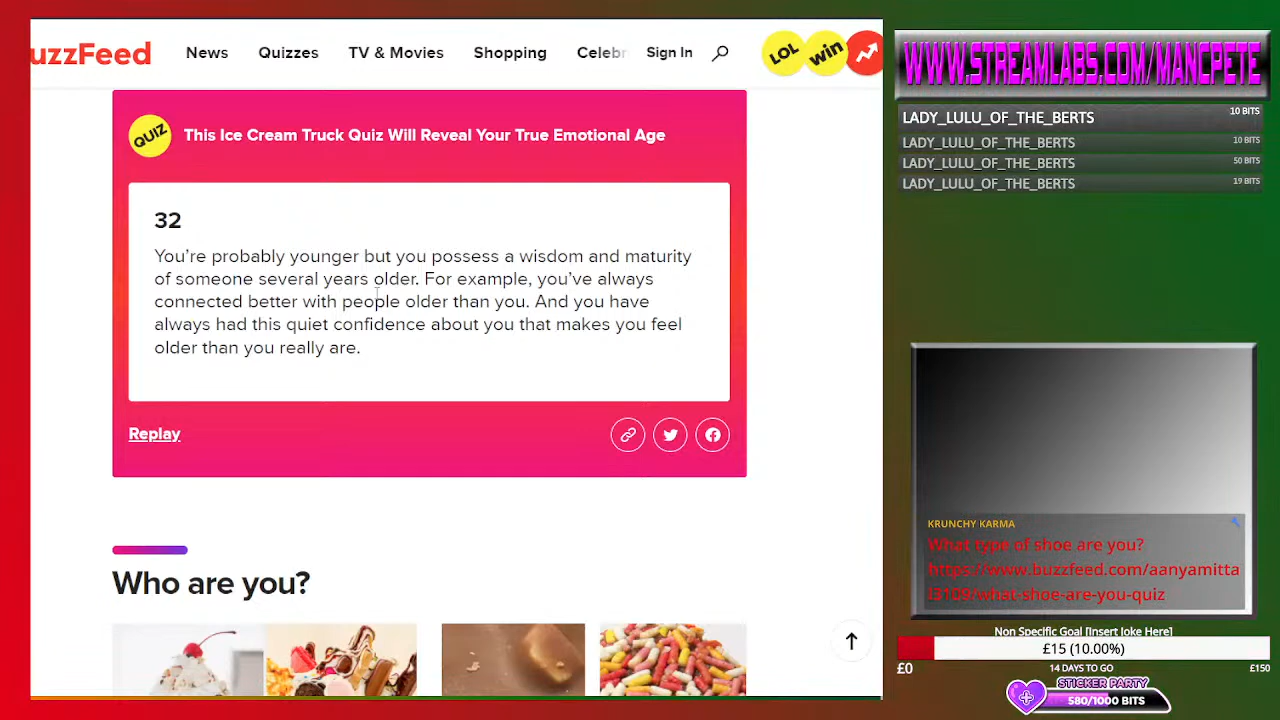 uzzFeed
News
Quizzes
TV & Movies
Shopping
Celebr
Sign In
LOL
win
QUIZ
This Ice Cream Truck Quiz Will Reveal Your True Emotional Age
32
You’re probably younger but you possess a wisdom and maturity
of someone several years older. For example, you’ve always
connected better with people older than you. And you have
always had this quiet confidence about you that makes you feel
older than you really are.
Replay
Who are you?
WWW.STREAMLABS.COM/MANCPETE
LADY_LULU_OF_THE_BERTS 10 BITS
LADY_LULU_OF_THE_BERTS 10 BITS
LADY_LULU_OF_THE_BERTS 50 BITS
LADY_LULU_OF_THE_BERTS 19 BITS
KRUNCHY KARMA
What type of shoe are you?
https://www.buzzfeed.com/aanyamitta
l3109/what-shoe-are-you-quiz
Non Specific Goal [Insert Joke Here]
£15 (10.00%)
£0 14 DAYS TO GO £150
STICKER PARTY
580/1000 BITS